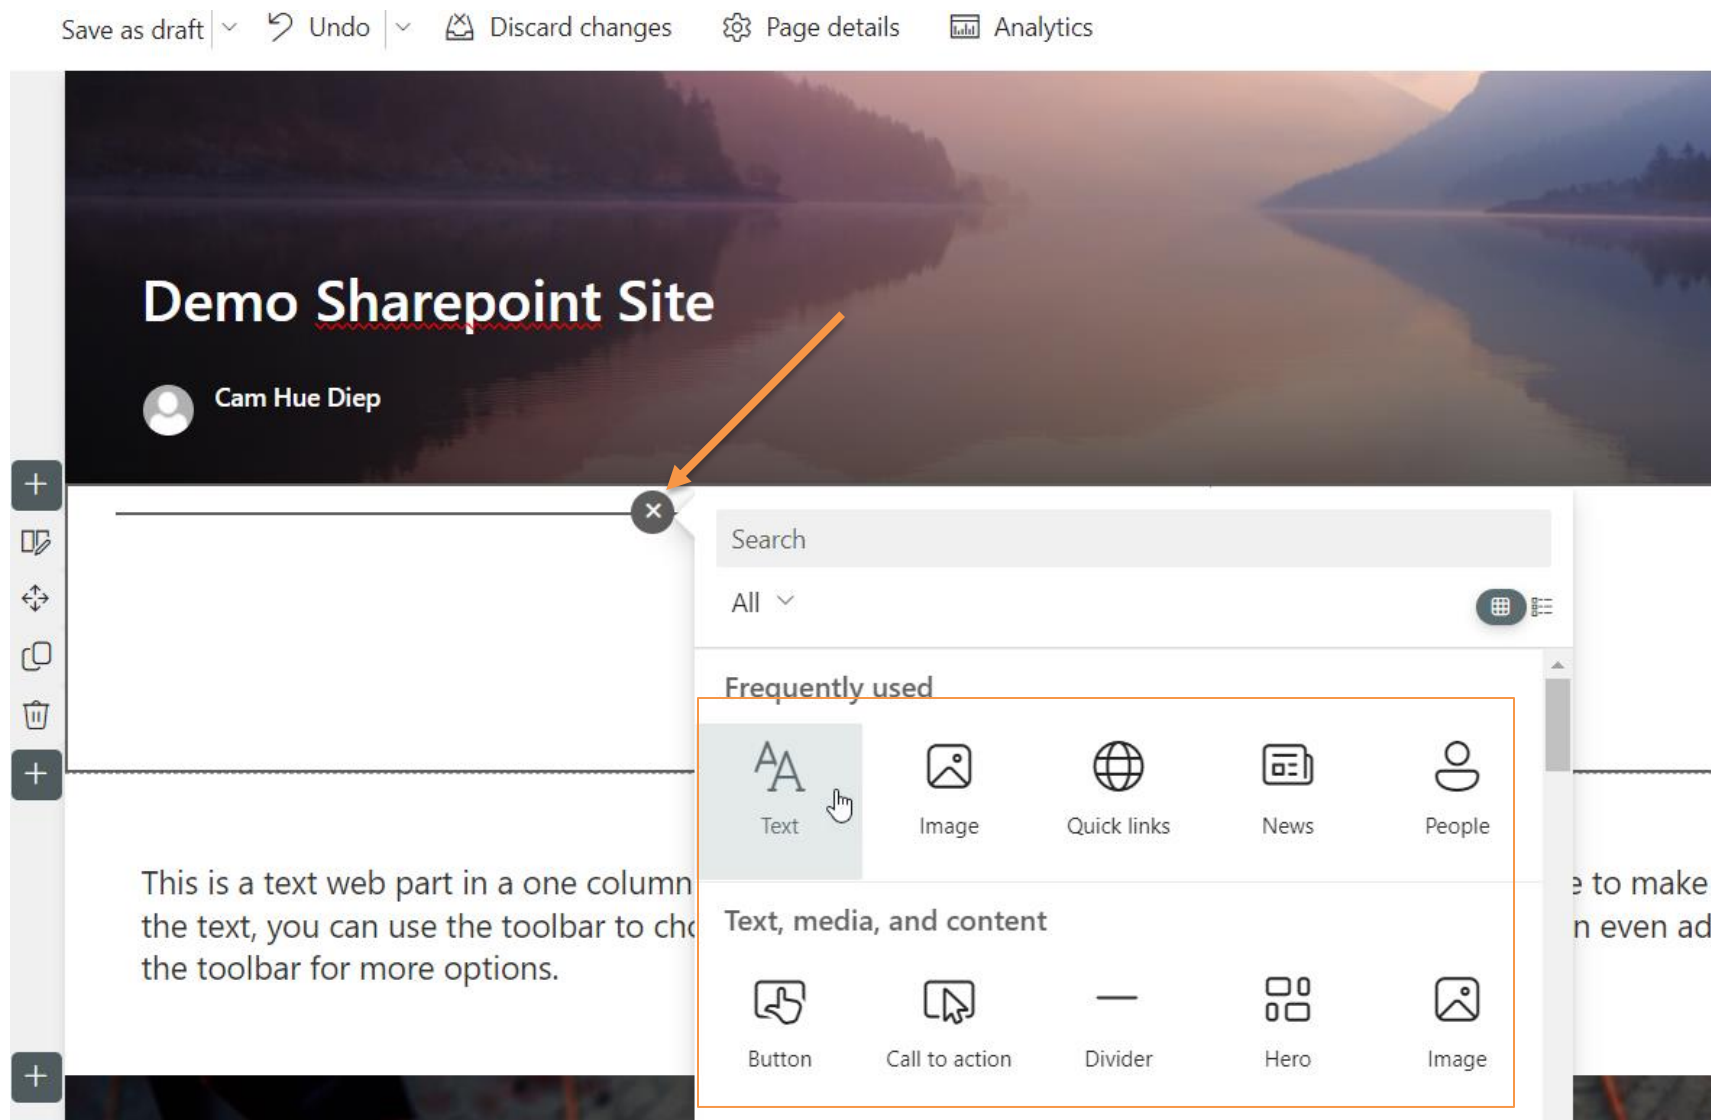 Save as draft Undo Discard changes Page details Analytics
Demo Sharepoint Site
Cam Hue Diep
Search
All
Frequently used
Text Image Quick links News People
This is a text web part in a one column e to make
the text, you can use the toolbar to n even ad
the toolbar for more options.
Text, media, and content
Button Call to action Divider Hero Image